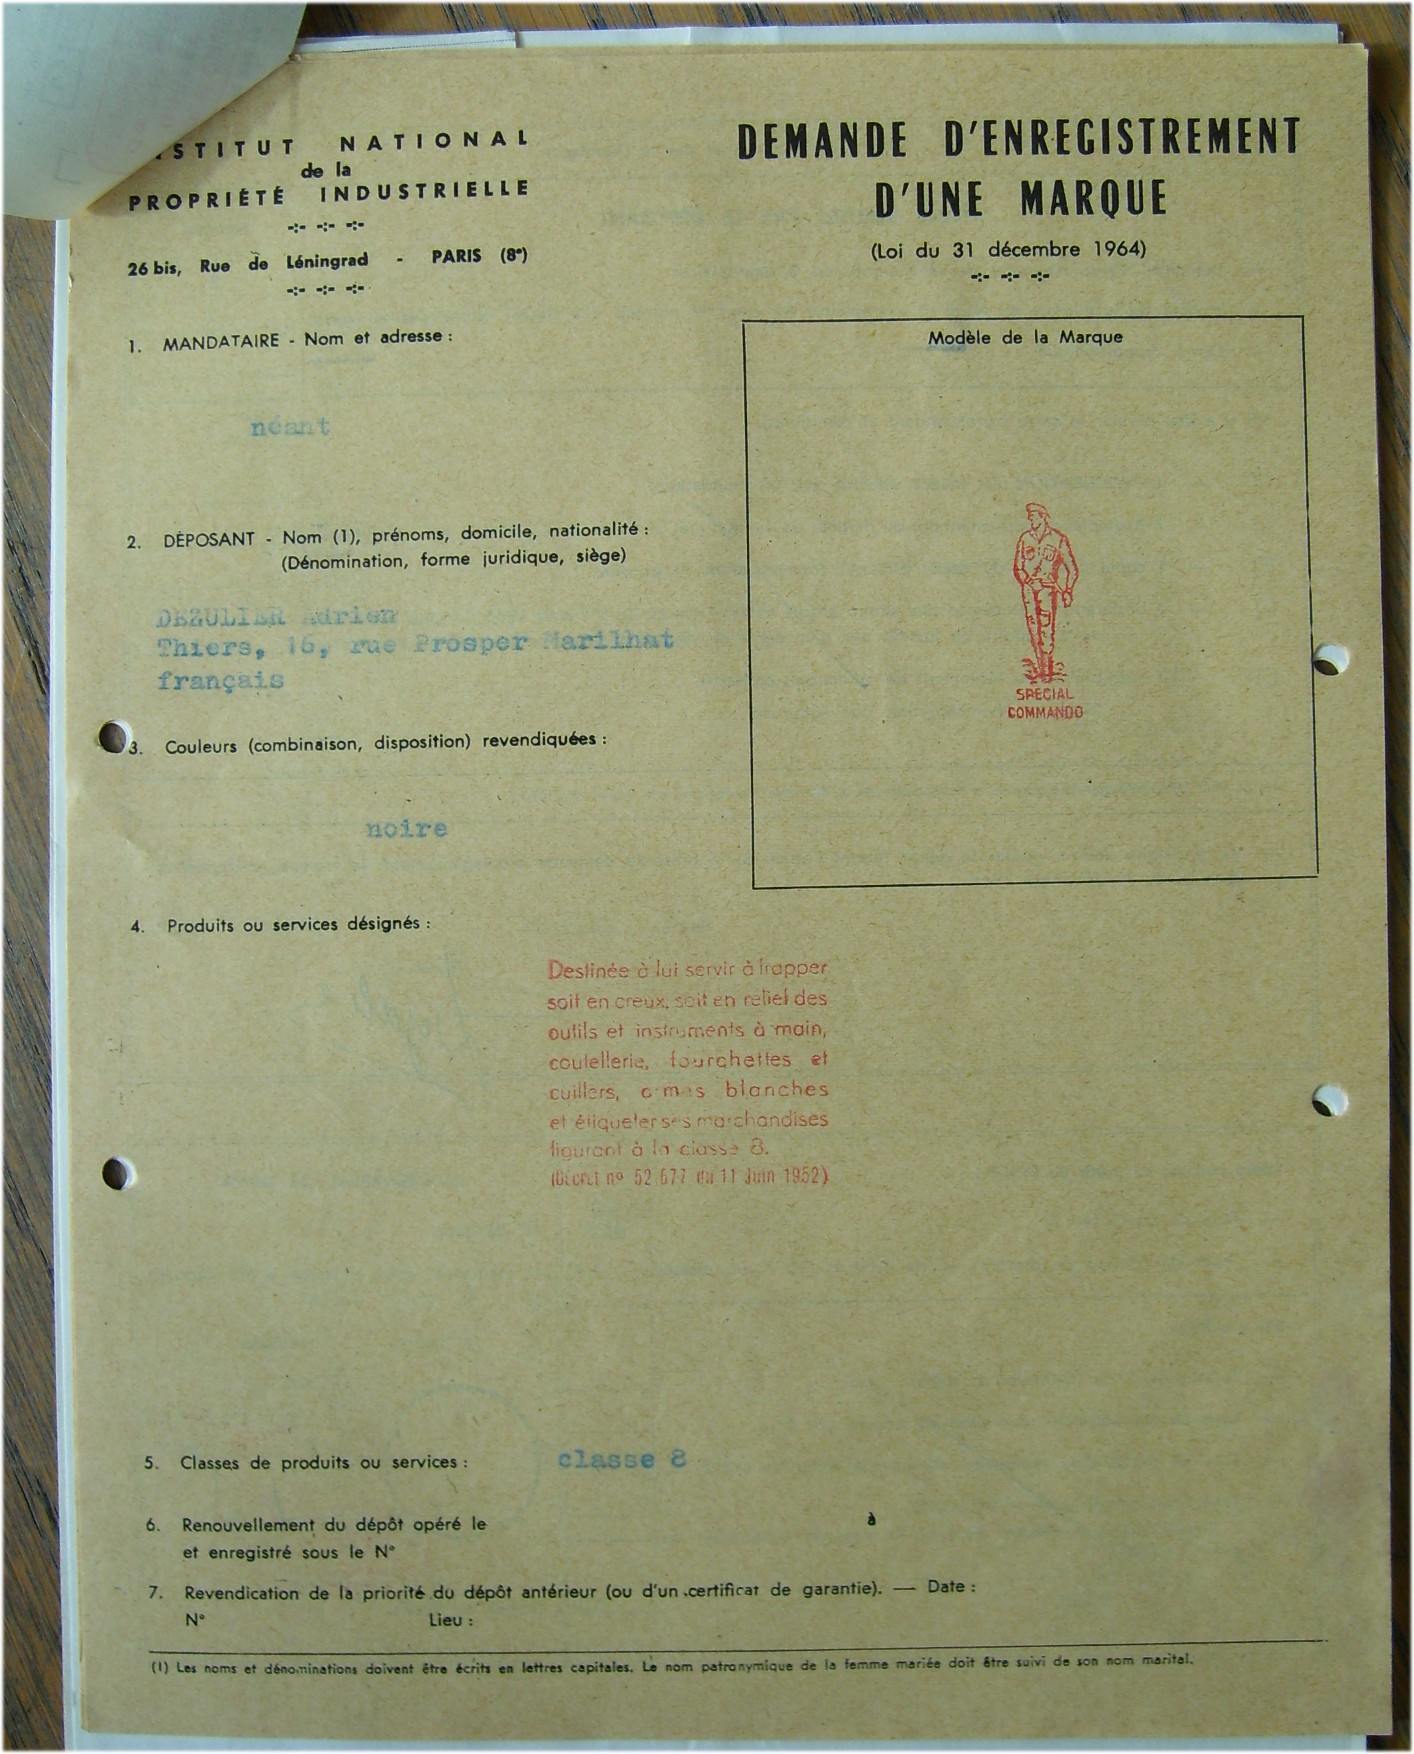 INSTITUT NATIONAL
de la
PROPRIÉTÉ INDUSTRIELLE
26 bis, Rue de Léningrad - PARIS (8e)
DEMANDE D'ENREGISTREMENT
D'UNE MARQUE
(Loi du 31 décembre 1964)
1. MANDATAIRE - Nom et adresse :
néant
Modèle de la Marque
SPECIAL
COMMANDO
2. DÉPOSANT - Nom (1), prénoms, domicile, nationalité :
(Dénomination, forme juridique, siège)
DEZULIER Adrien
Thiers, 16, rue Prosper Marilhat
français
3. Couleurs (combinaison, disposition) revendiquées :
noire
4. Produits ou services désignés :
Destinée à lui servir à frapper
soit en creux, soit en relief des
outils et instruments à main,
coutellerie, fourchettes et
cuillers, armes blanches
et étiqueter ses marchandises
figurant à la classe 8.
(Décret nº 52 677 du 11 Juin 1952)
5. Classes de produits ou services : classe 8
6. Renouvellement du dépôt opéré le à
et enregistré sous le N°
7. Revendication de la priorité du dépôt antérieur (ou d'un certificat de garantie). — Date :
N° Lieu :
(1) Les noms et dénominations doivent être écrits en lettres capitales. Le nom patronymique de la femme mariée doit être suivi de son nom marital.